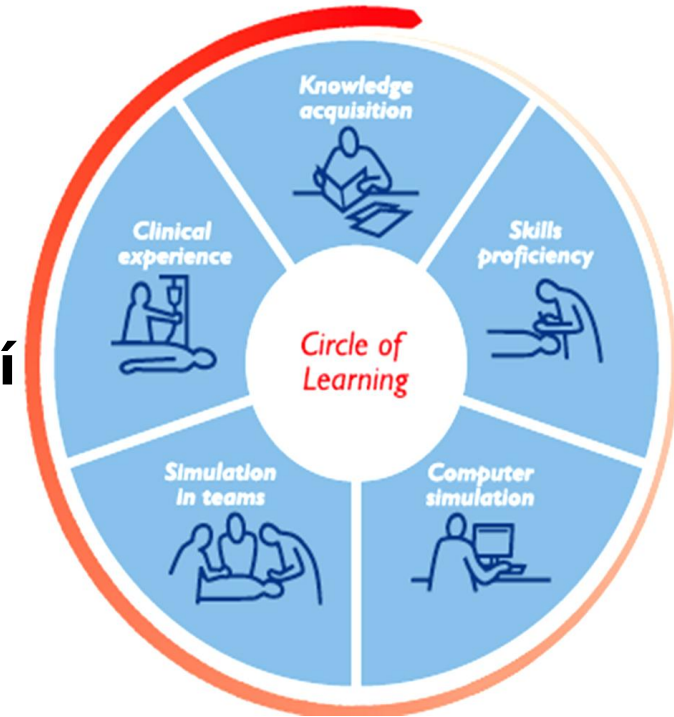 Knowledge
acquisition
Skills
proficiency
Computer
simulation
Simulation
in teams
Clinical
experience
Circle of
Learning
í